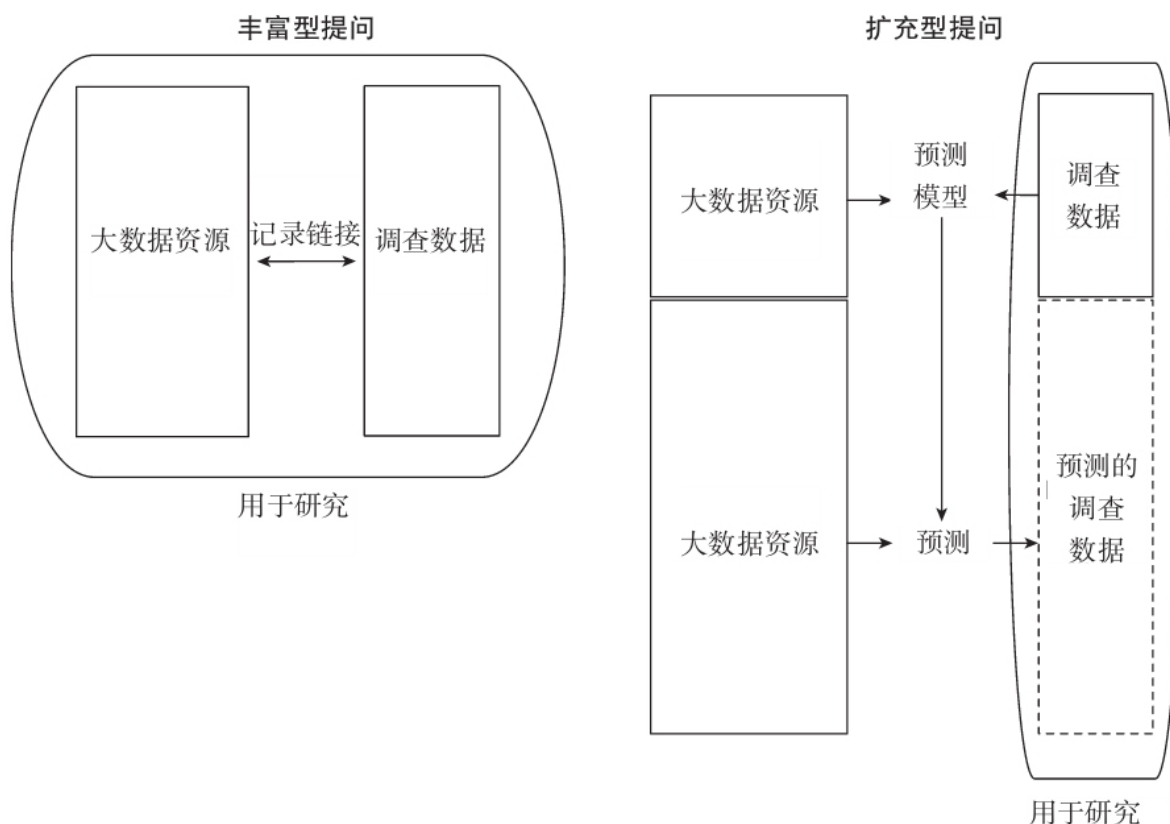 丰富型提问
大数据资源
记录链接
调查数据
用于研究
扩充型提问
大数据资源
预测
模型
调查
数据
大数据资源
预测
预测的
调查
数据
用于研究